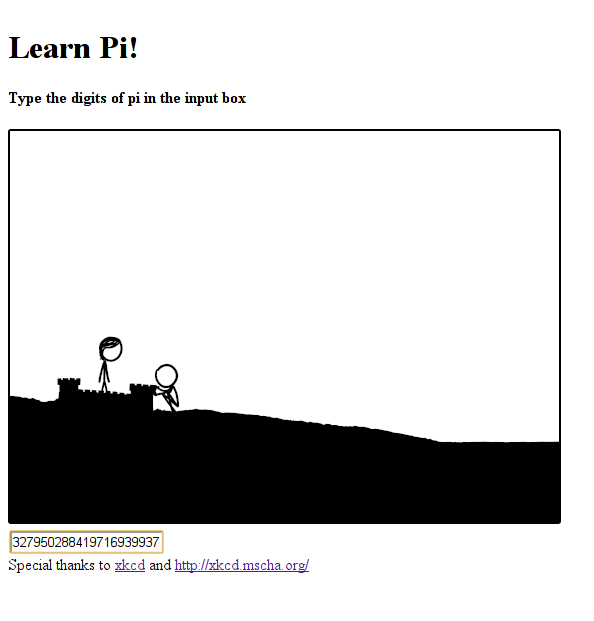 Learn Pi!
Type the digits of pi in the input box
327950288419716939937
Special thanks to xkcd and http://xkcd.mscha.org/